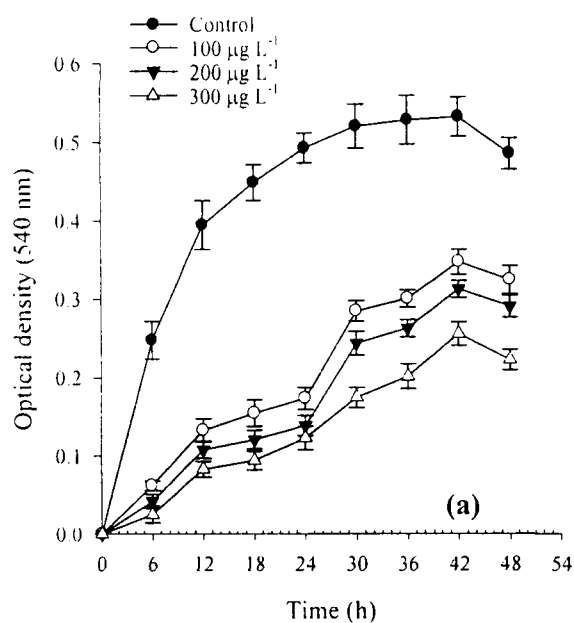 Control
100 µg L⁻¹
200 µg L⁻¹
300 µg L⁻¹
0.6
0.5
0.4
0.3
0.2
0.1
0.0
Optical density (540 nm)
(a)
0 6 12 18 24 30 36 42 48 54
Time (h)